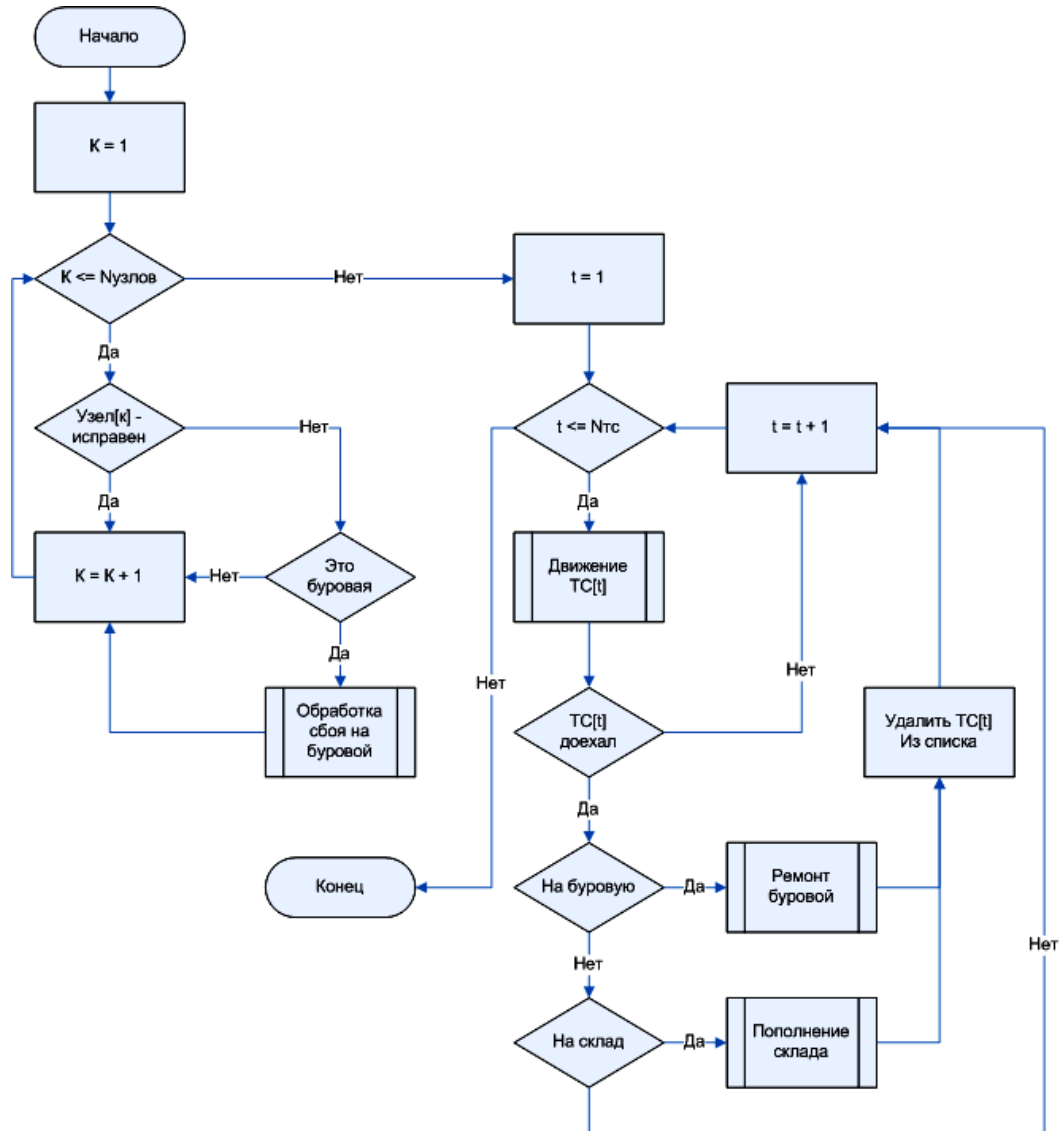 Начало
K = 1
K <= Nузлов
Нет
t = 1
Да
Узел[к] -
исправен
Нет
t <= Nтс
t = t + 1
Да
Да
K = K + 1
Нет
Это
буровая
Движение
ТС[t]
Да
Нет
Нет
Обработка
сбоя на
буровой
ТС[t]
доехал
Удалить ТС[t]
Из списка
Да
Конец
На буровую
Да
Ремонт
буровой
Нет
Нет
На склад
Да
Пополнение
склада